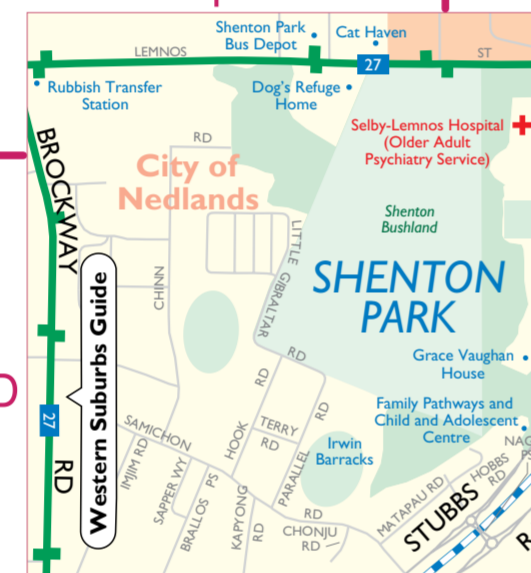 Shenton Park
Bus Depot
Cat Haven
LEMNOS
ST
27
Rubbish Transfer
Station
Dog's Refuge
Home
Selby-Lemnos Hospital
(Older Adult
Psychiatry Service)
BROCKWAY
RD
RD
City of
Nedlands
Shenton
Bushland
LITTLE GIBRALTAR
RD
SHENTON
PARK
CHINN
Western Suburbs Guide
27
Grace Vaughan
House
Family Pathways and
Child and Adolescent
Centre
SAMICHON
RD
IMJIM RD
SAPPER WY
BRALLOS PS
HOOK
RD
KAPYONG
RD
TERRY
RD
PARALLEL
RD
Irwin
Barracks
CHONJU
RD
MATAPAU RD
STUBBS
HOBBS
RD